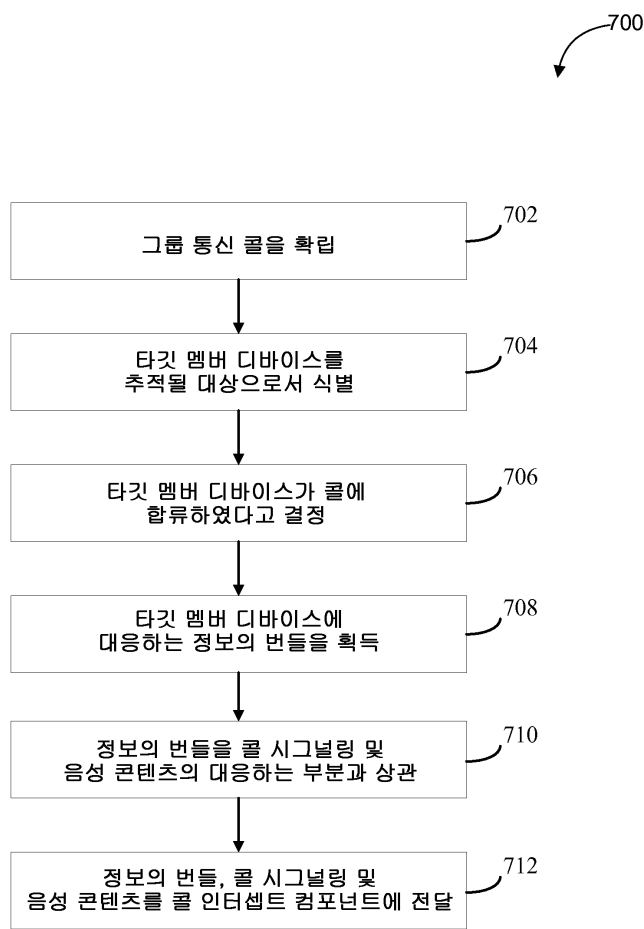 700
702
그룹 통신 콜을 확립
704
타깃 멤버 디바이스를
추적될 대상으로서 식별
706
타깃 멤버 디바이스가 콜에
합류하였다고 결정
708
타깃 멤버 디바이스에
대응하는 정보의 번들을 획득
710
정보의 번들을 콜 시그널링 및
음성 콘텐츠의 대응하는 부분과 상관
712
정보의 번들, 콜 시그널링 및
음성 콘텐츠를 콜 인터셉트 컴포넌트에 전달